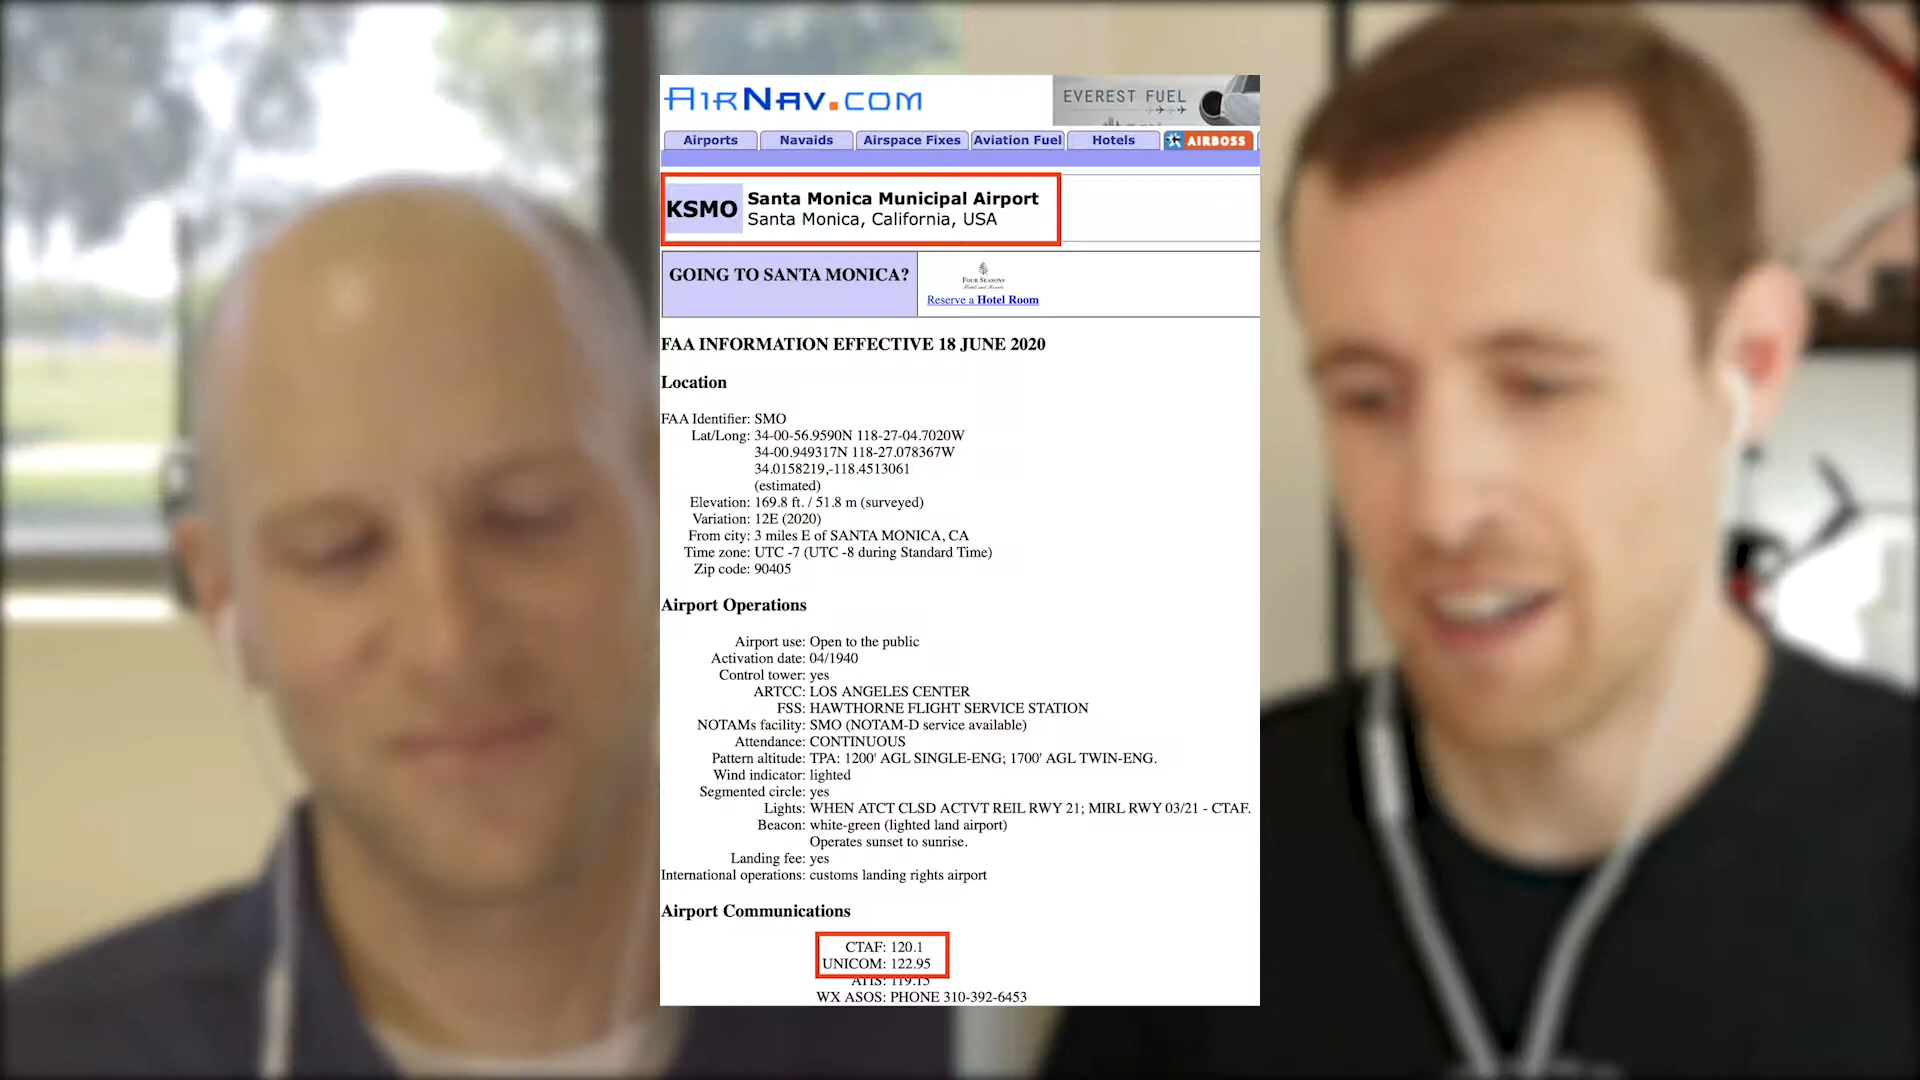 AirNav.com
EVEREST FUEL
Airports Navaids Airspace Fixes Aviation Fuel Hotels AIRBOSS
KSMO
Santa Monica Municipal Airport
Santa Monica, California, USA
GOING TO SANTA MONICA?
FOUR SEASONS
Reserve a Hotel Room
FAA INFORMATION EFFECTIVE 18 JUNE 2020
Location
FAA Identifier: SMO
Lat/Long: 34-00-56.9590N 118-27-04.7020W
34-00.949317N 118-27.078367W
34.0158219,-118.4513061
(estimated)
Elevation: 169.8 ft. / 51.8 m (surveyed)
Variation: 12E (2020)
From city: 3 miles E of SANTA MONICA, CA
Time zone: UTC -7 (UTC -8 during Standard Time)
Zip code: 90405
Airport Operations
Airport use: Open to the public
Activation date: 04/1940
Control tower: yes
ARTCC: LOS ANGELES CENTER
FSS: HAWTHORNE FLIGHT SERVICE STATION
NOTAMs facility: SMO (NOTAM-D service available)
Attendance: CONTINUOUS
Pattern altitude: TPA: 1200' AGL SINGLE-ENG; 1700' AGL TWIN-ENG.
Wind indicator: lighted
Segmented circle: yes
Lights: WHEN ATCT CLSD ACTVT REIL RWY 21; MIRL RWY 03/21 - CTAF.
Beacon: white-green (lighted land airport)
Operates sunset to sunrise.
Landing fee: yes
International operations: customs landing rights airport
Airport Communications
CTAF: 120.1
UNICOM: 122.95
ATIS: 119.15
WX ASOS: PHONE 310-392-6453